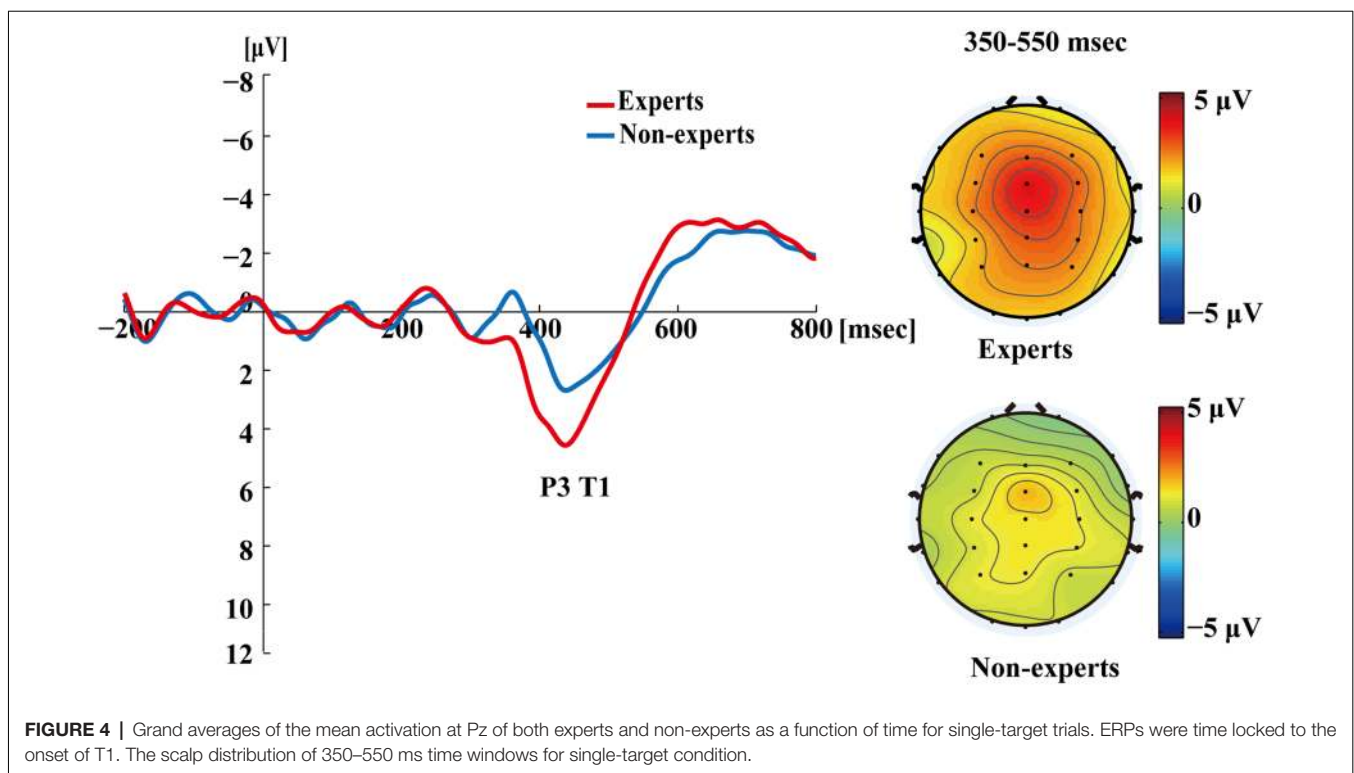 [μV]
−8
−6
−4
−2
0
2
4
6
8
10
12
−200
200
400
600
800 [msec]
Experts
Non-experts
P3 T1
350-550 msec
5 μV
0
−5 μV
Experts
5 μV
0
−5 μV
Non-experts
FIGURE 4 | Grand averages of the mean activation at Pz of both experts and non-experts as a function of time for single-target trials. ERPs were time locked to the
onset of T1. The scalp distribution of 350–550 ms time windows for single-target condition.